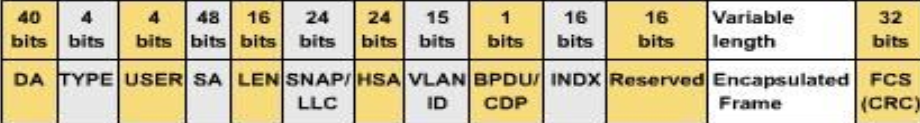 40 bits 4 bits 4 bits 48 bits 16 bits 24 bits 24 bits 15 bits 1 bits 16 bits 16 bits Variable length 32 bits
DA TYPE USER SA LEN SNAP/LLC HSA VLAN ID BPDU/CDP INDX Reserved Encapsulated Frame FCS (CRC)